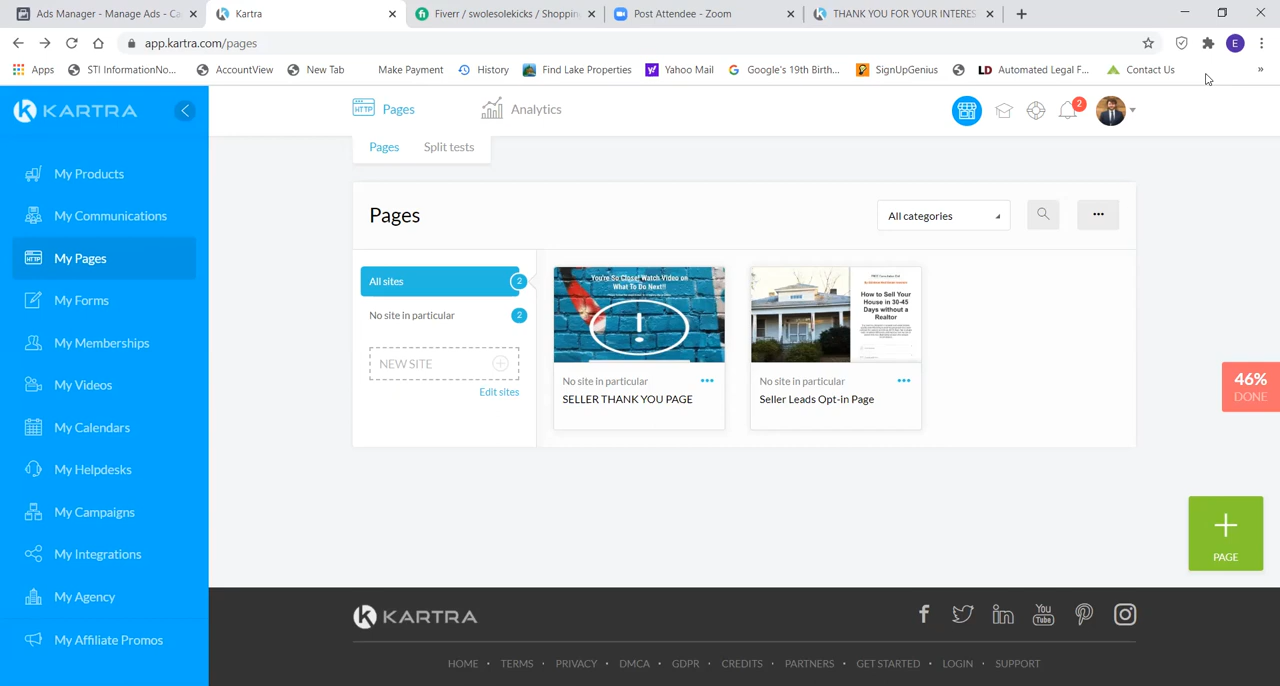 Ads Manager - Manage Ads - Ca
Kartra
Fiverr / swolesolekicks / Shoppin
Post Attendee - Zoom
THANK YOU FOR YOUR INTERES
app.kartra.com/pages
E
Apps
STI InformationNo...
AccountView
New Tab
Make Payment
History
Find Lake Properties
Yahoo Mail
Google's 19th Birth...
SignUpGenius
LD Automated Legal F...
Contact Us
»
KARTRA
My Products
My Communications
My Pages
My Forms
My Memberships
My Videos
My Calendars
My Helpdesks
My Campaigns
My Integrations
My Agency
My Affiliate Promos
HTTP Pages
Analytics
2
Pages
Split tests
Pages
All categories
All sites 2
No site in particular 2
NEW SITE
Edit sites
You're So Close! Watch Video on
What To Do Next!!
No site in particular
SELLER THANK YOU PAGE
How to Sell Your
House in 30-45
Days without a
Realtor
No site in particular
Seller Leads Opt-in Page
46%
DONE
PAGE
KARTRA
You
Tube
HOME • TERMS • PRIVACY • DMCA • GDPR • CREDITS • PARTNERS • GET STARTED • LOGIN • SUPPORT